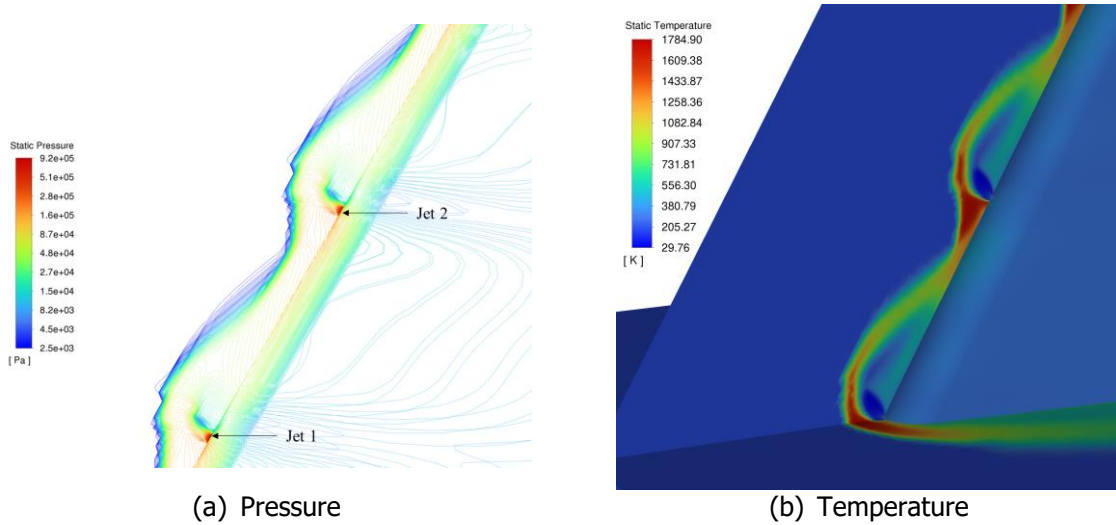 Static Pressure
9.2e+05
5.1e+05
2.8e+05
1.6e+05
8.7e+04
4.8e+04
2.7e+04
1.5e+04
8.2e+03
4.5e+03
2.5e+03
[ Pa ]
Jet 2
Jet 1
(a) Pressure
Static Temperature
1784.90
1609.38
1433.87
1258.36
1082.84
907.33
731.81
556.30
380.79
205.27
29.76
[ K ]
(b) Temperature